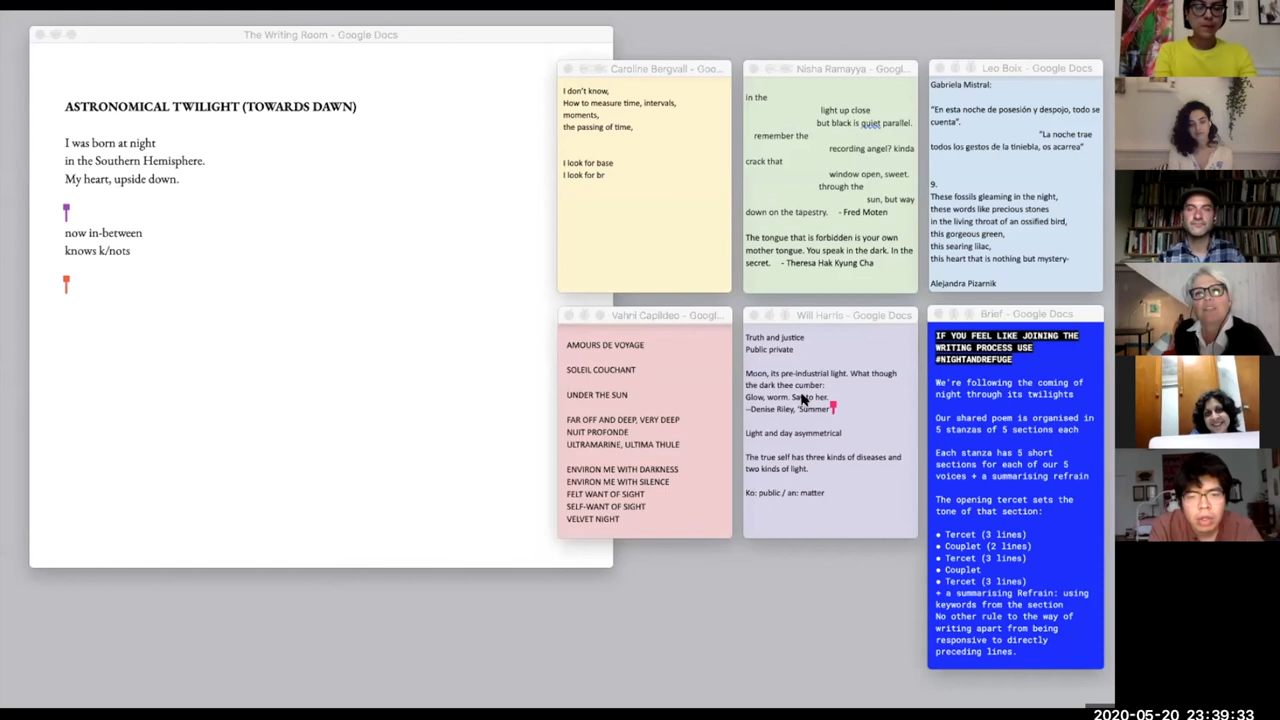 The Writing Room - Google Docs
ASTRONOMICAL TWILIGHT (TOWARDS DAWN)
I was born at night
in the Southern Hemisphere.
My heart, upside down.
now in-between
knows k/nots
Caroline Bergvall - Goo...
I don't know,
How to measure time, intervals,
moments,
the passing of time,
I look for base
I look for br
Nisha Ramayya - Googl...
in the
light up close
but black is quiet parallel.
remember the
recording angel? kinda
crack that
window open, sweet.
through the
sun, but way
down on the tapestry. - Fred Moten
The tongue that is forbidden is your own
mother tongue. You speak in the dark. In the
secret. - Theresa Hak Kyung Cha
Leo Boix - Google Docs
Gabriela Mistral:
"En esta noche de posesión y despojo, todo se
cuenta".
"La noche trae
todos los gestos de la tiniebla, os acarrea"
9.
These fossils gleaming in the night,
these words like precious stones
in the living throat of an ossified bird,
this gorgeous green,
this searing lilac,
this heart that is nothing but mystery-
Alejandra Pizarnik
Vahni Capildeo - Googl...
AMOURS DE VOYAGE
SOLEIL COUCHANT
UNDER THE SUN
FAR OFF AND DEEP, VERY DEEP
NUIT PROFONDE
ULTRAMARINE, ULTIMA THULE
ENVIRON ME WITH DARKNESS
ENVIRON ME WITH SILENCE
FELT WANT OF SIGHT
SELF-WANT OF SIGHT
VELVET NIGHT
Will Harris - Google Docs
Truth and justice
Public private
Moon, its pre-industrial light. What though
the dark thee cumber:
Glow, worm. to her.
--Denise Riley, 'Summer'
Light and day asymmetrical
The true self has three kinds of diseases and
two kinds of light.
Ko: public / an: matter
Brief - Google Docs
IF YOU FEEL LIKE JOINING THE
WRITING PROCESS USE
#NIGHTANDREFUGE
We're following the coming of
night through its twilights
Our shared poem is organised in
5 stanzas of 5 sections each
Each stanza has 5 short
sections for each of our 5
voices + a summarising refrain
The opening tercet sets the
tone of that section:
• Tercet (3 lines)
• Couplet (2 lines)
• Tercet (3 lines)
• Couplet
• Tercet (3 lines)
+ a summarising Refrain: using
keywords from the section
No other rule to the way of
writing apart from being
responsive to directly
preceding lines.
2020-05-20 23:39:33